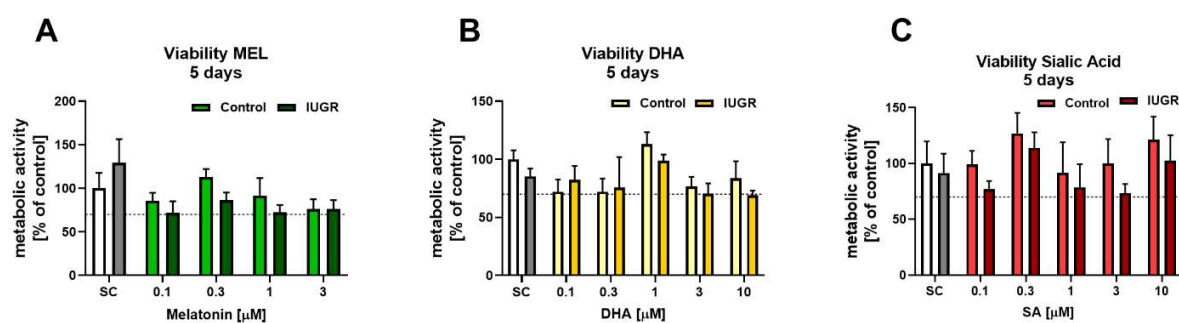 A
Viability MEL
5 days
Control IUGR
metabolic activity
[% of control]
200
150
100
50
0
SC 0.1 0.3 1 3
Melatonin [µM]
B
Viability DHA
5 days
Control IUGR
metabolic activity
[% of control]
150
100
50
0
SC 0.1 0.3 1 3 10
DHA [µM]
C
Viability Sialic Acid
5 days
Control IUGR
metabolic activity
[% of control]
150
100
50
0
SC 0.1 0.3 1 3 10
SA [µM]